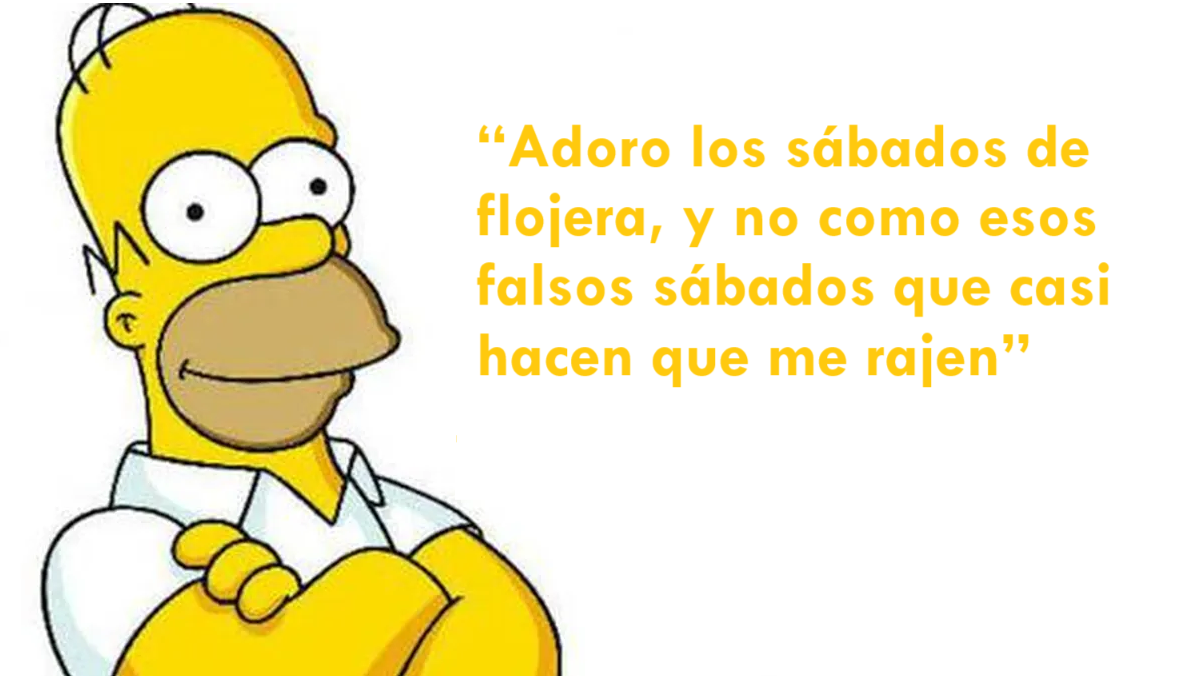 “Adoro los sábados de
flojera, y no como esos
falsos sábados que casi
hacen que me rajen”